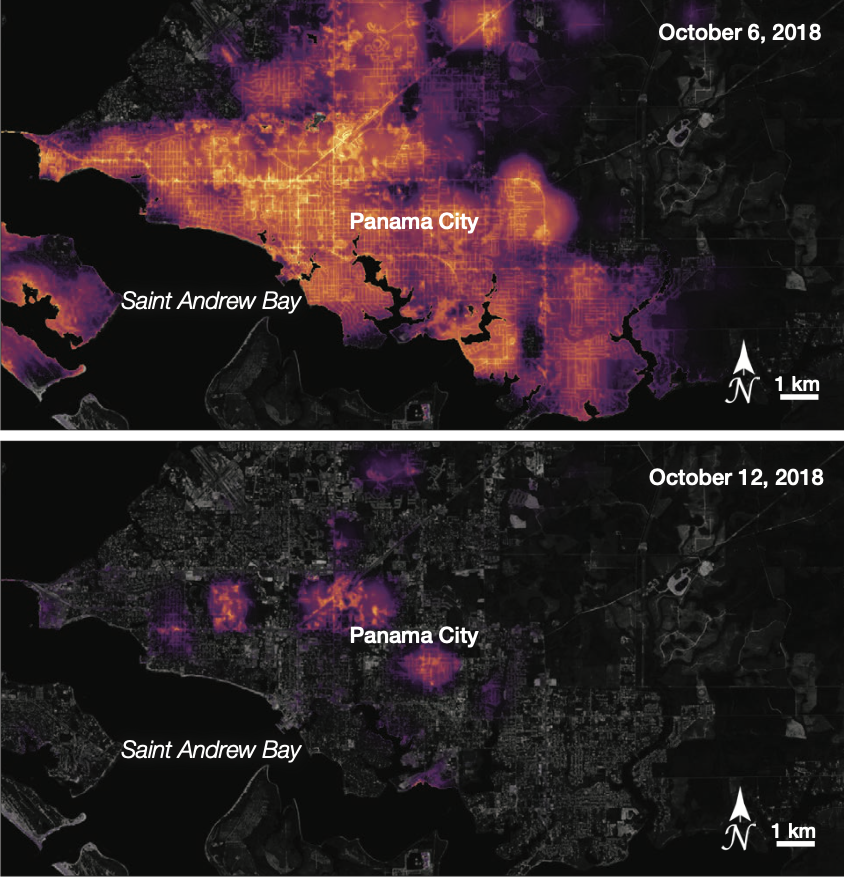 October 6, 2018
Panama City
Saint Andrew Bay
N
1 km
October 12, 2018
Panama City
Saint Andrew Bay
N
1 km